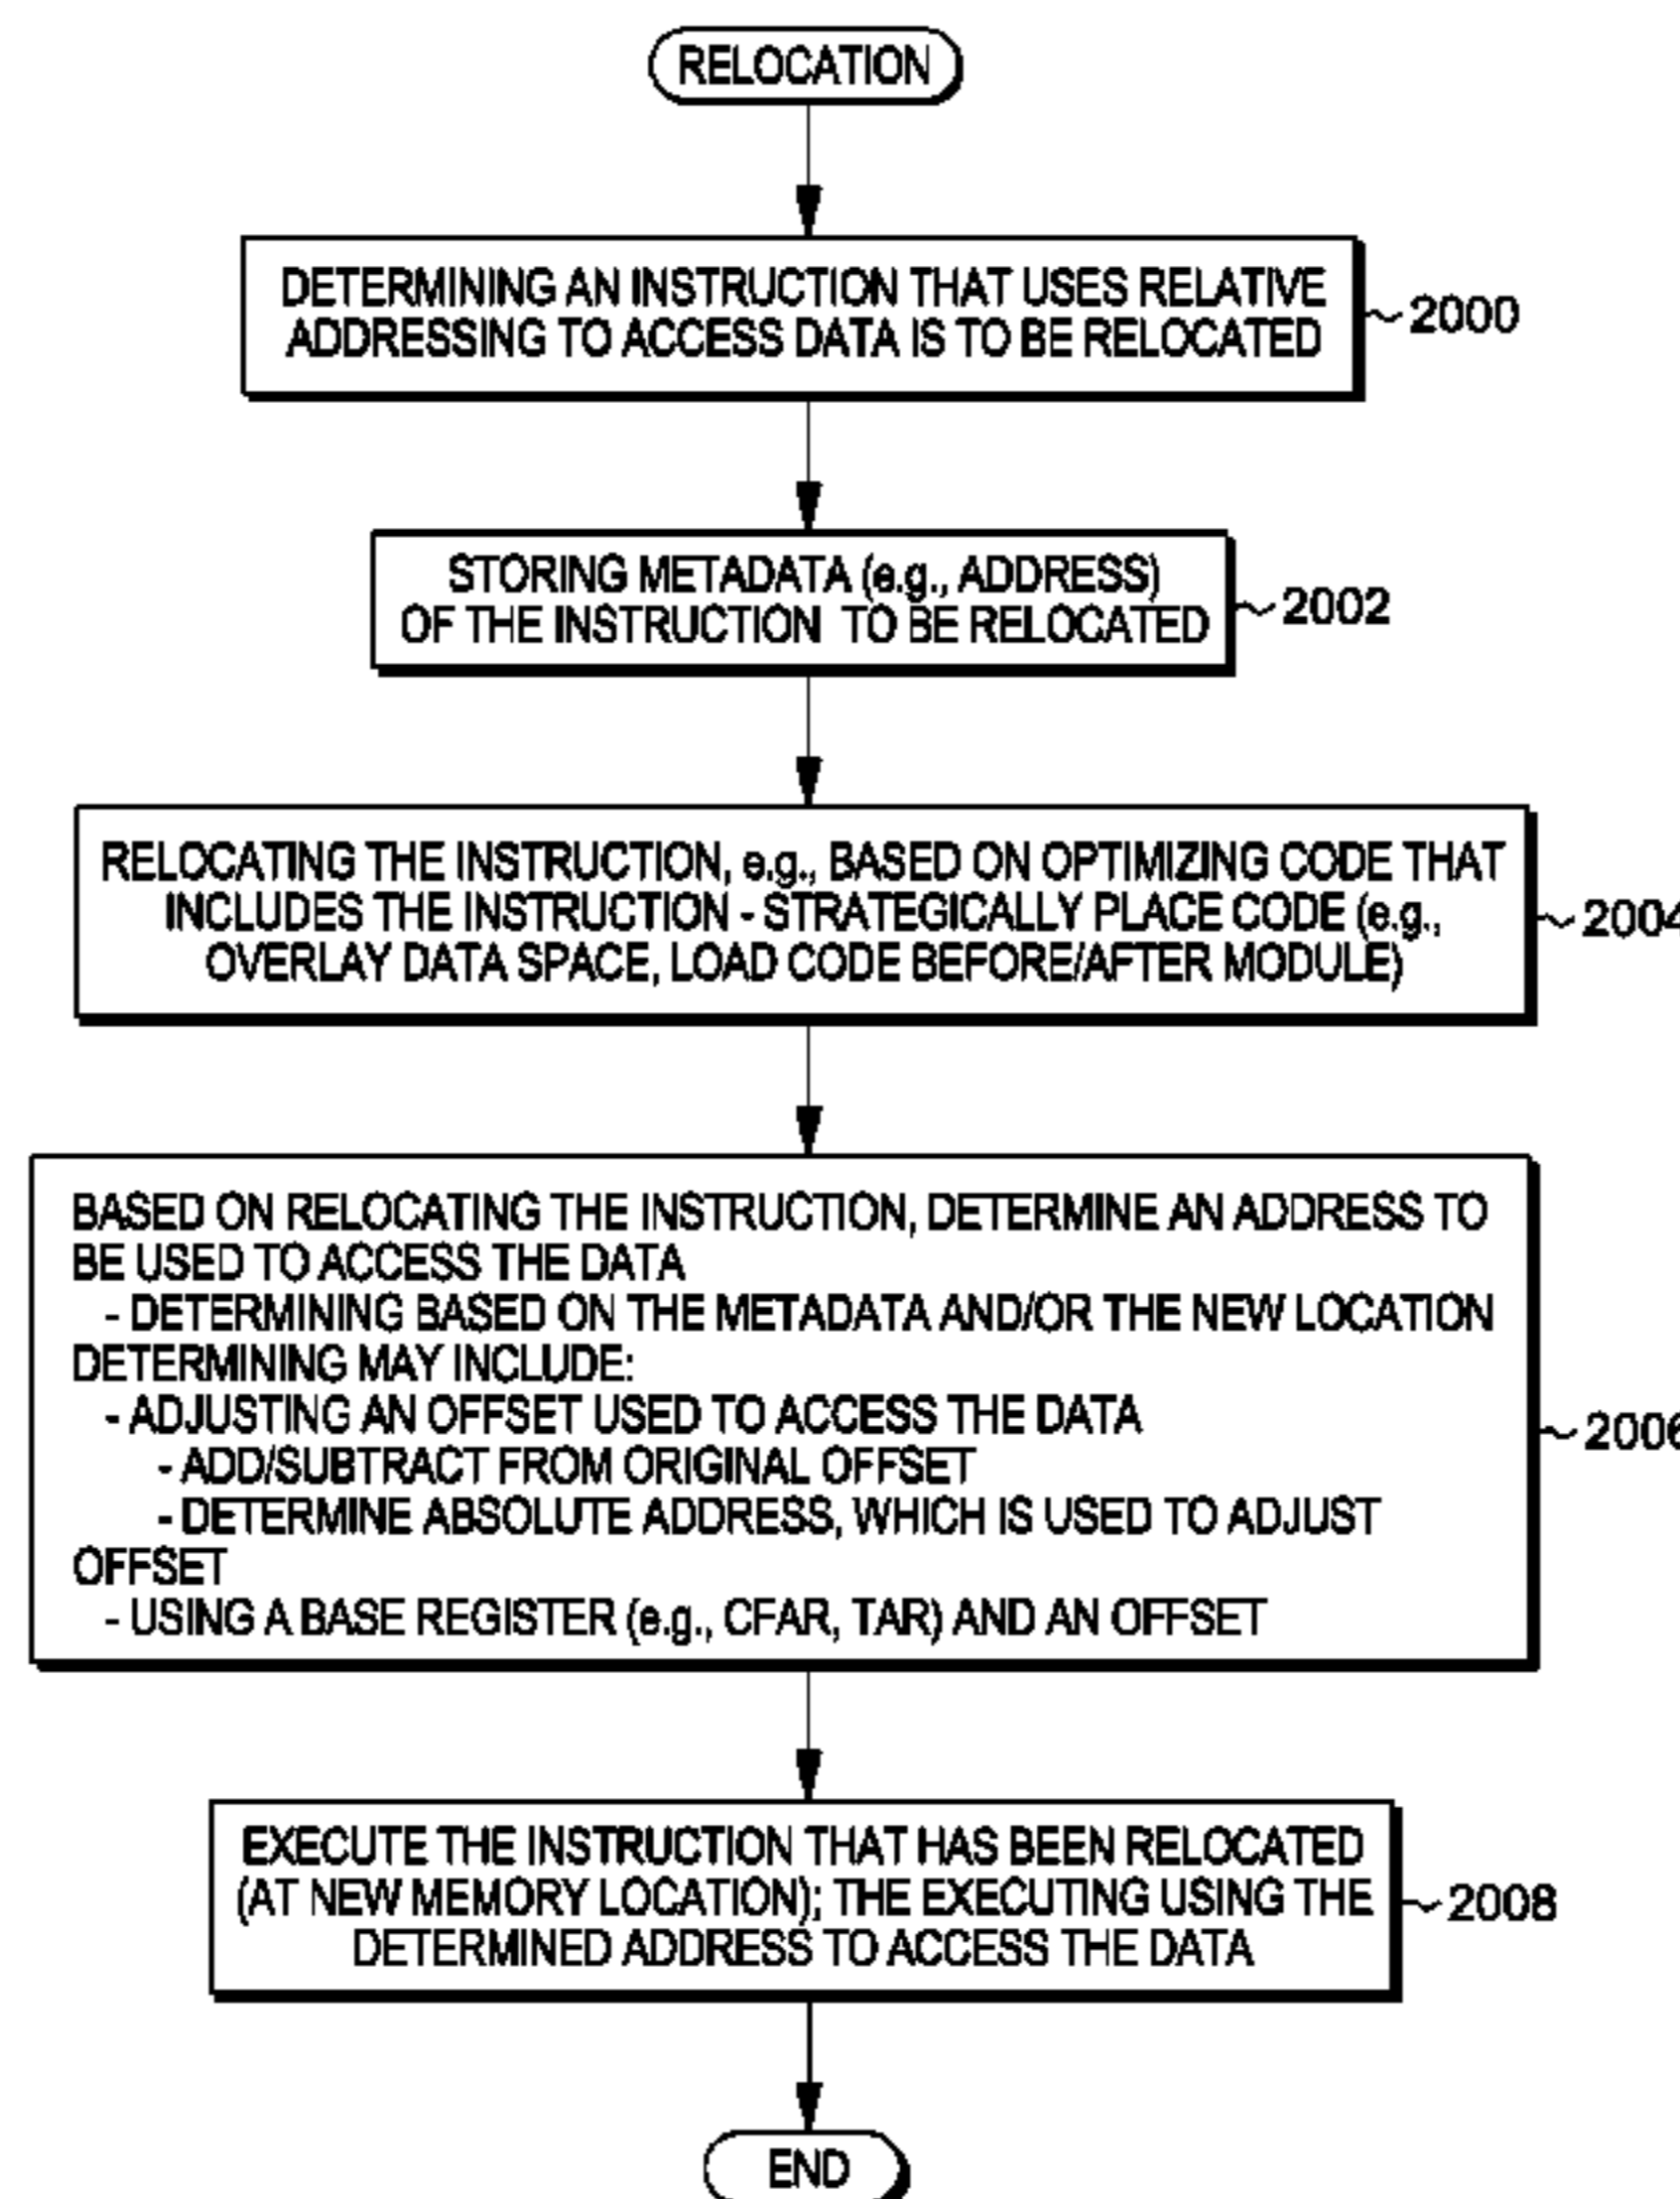 RELOCATION
DETERMINING AN INSTRUCTION THAT USES RELATIVE
ADDRESSING TO ACCESS DATA IS TO BE RELOCATED
2000
STORING METADATA (e.g., ADDRESS)
OF THE INSTRUCTION TO BE RELOCATED
2002
RELOCATING THE INSTRUCTION, e.g., BASED ON OPTIMIZING CODE THAT
INCLUDES THE INSTRUCTION - STRATEGICALLY PLACE CODE (e.g.,
OVERLAY DATA SPACE, LOAD CODE BEFORE/AFTER MODULE)
2004
BASED ON RELOCATING THE INSTRUCTION, DETERMINE AN ADDRESS TO
BE USED TO ACCESS THE DATA
- DETERMINING BASED ON THE METADATA AND/OR THE NEW LOCATION
DETERMINING MAY INCLUDE:
- ADJUSTING AN OFFSET USED TO ACCESS THE DATA
- ADD/SUBTRACT FROM ORIGINAL OFFSET
- DETERMINE ABSOLUTE ADDRESS, WHICH IS USED TO ADJUST
OFFSET
- USING A BASE REGISTER (e.g., CFAR, TAR) AND AN OFFSET
2006
EXECUTE THE INSTRUCTION THAT HAS BEEN RELOCATED
(AT NEW MEMORY LOCATION); THE EXECUTING USING THE
DETERMINED ADDRESS TO ACCESS THE DATA
2008
END